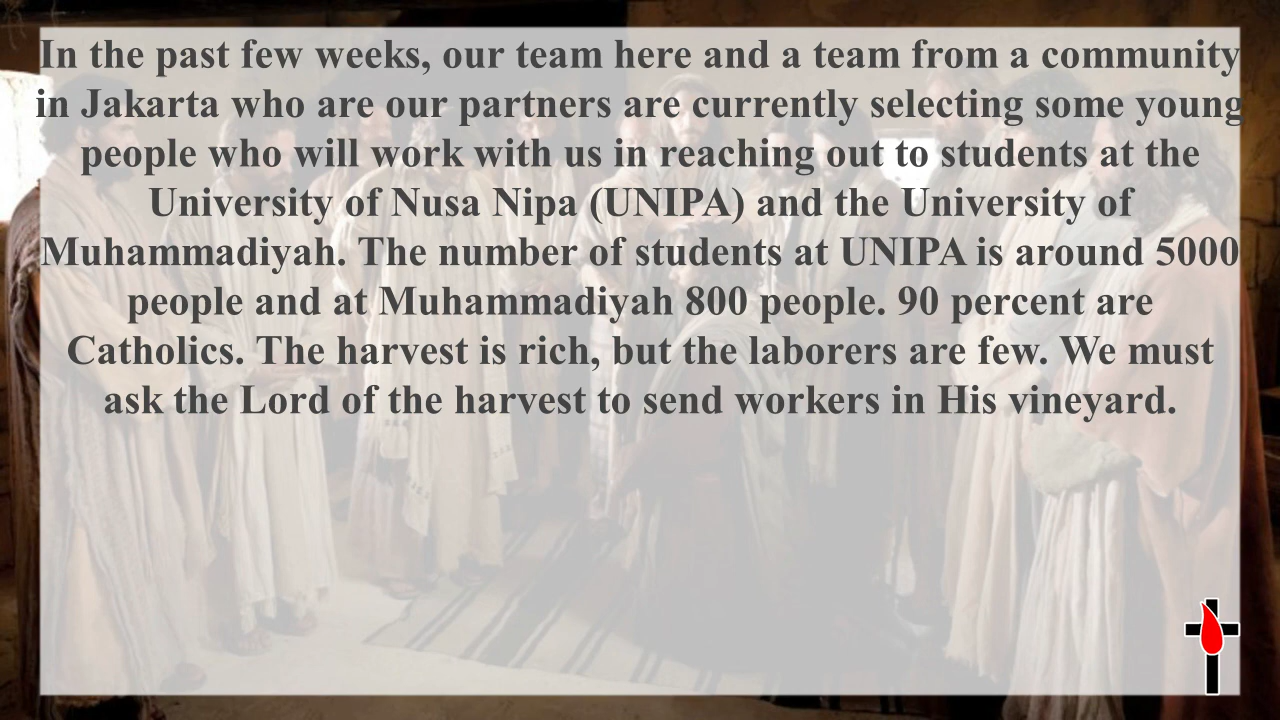 In the past few weeks, our team here and a team from a community
in Jakarta who are our partners are currently selecting some young
people who will work with us in reaching out to students at the
University of Nusa Nipa (UNIPA) and the University of
Muhammadiyah. The number of students at UNIPA is around 5000
people and at Muhammadiyah 800 people. 90 percent are
Catholics. The harvest is rich, but the laborers are few. We must
ask the Lord of the harvest to send workers in His vineyard.